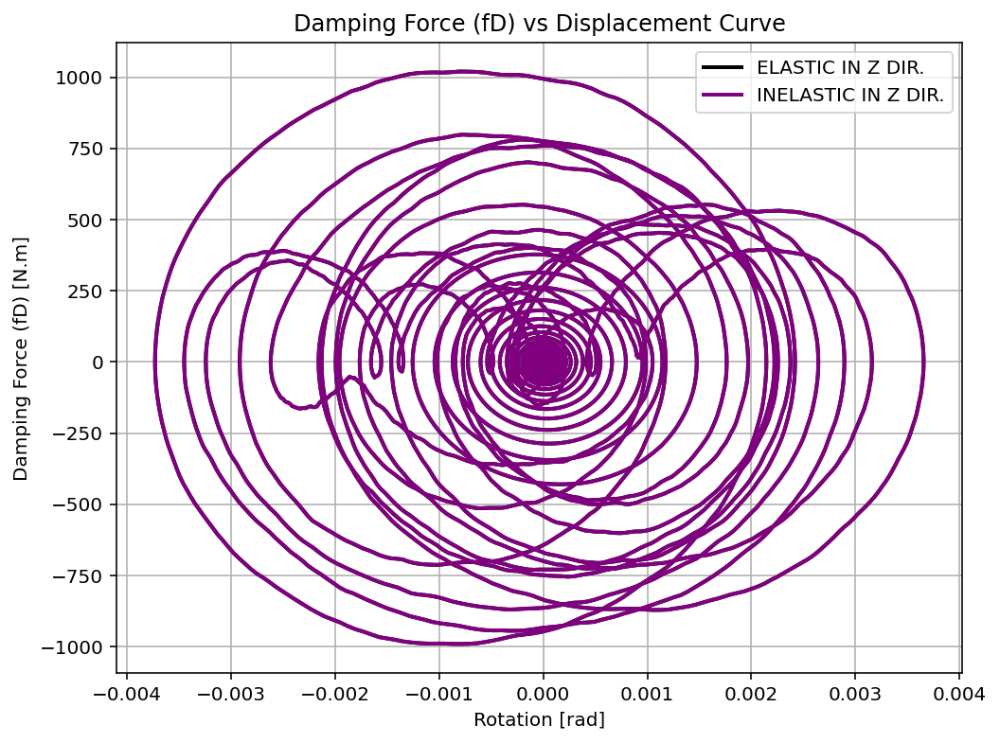 Damping Force (fD) vs Displacement Curve
ELASTIC IN Z DIR.
INELASTIC IN Z DIR.
Damping Force (fD) [N.m]
1000
750
500
250
0
−250
−500
−750
−1000
−0.004 −0.003 −0.002 −0.001 0.000 0.001 0.002 0.003 0.004
Rotation [rad]